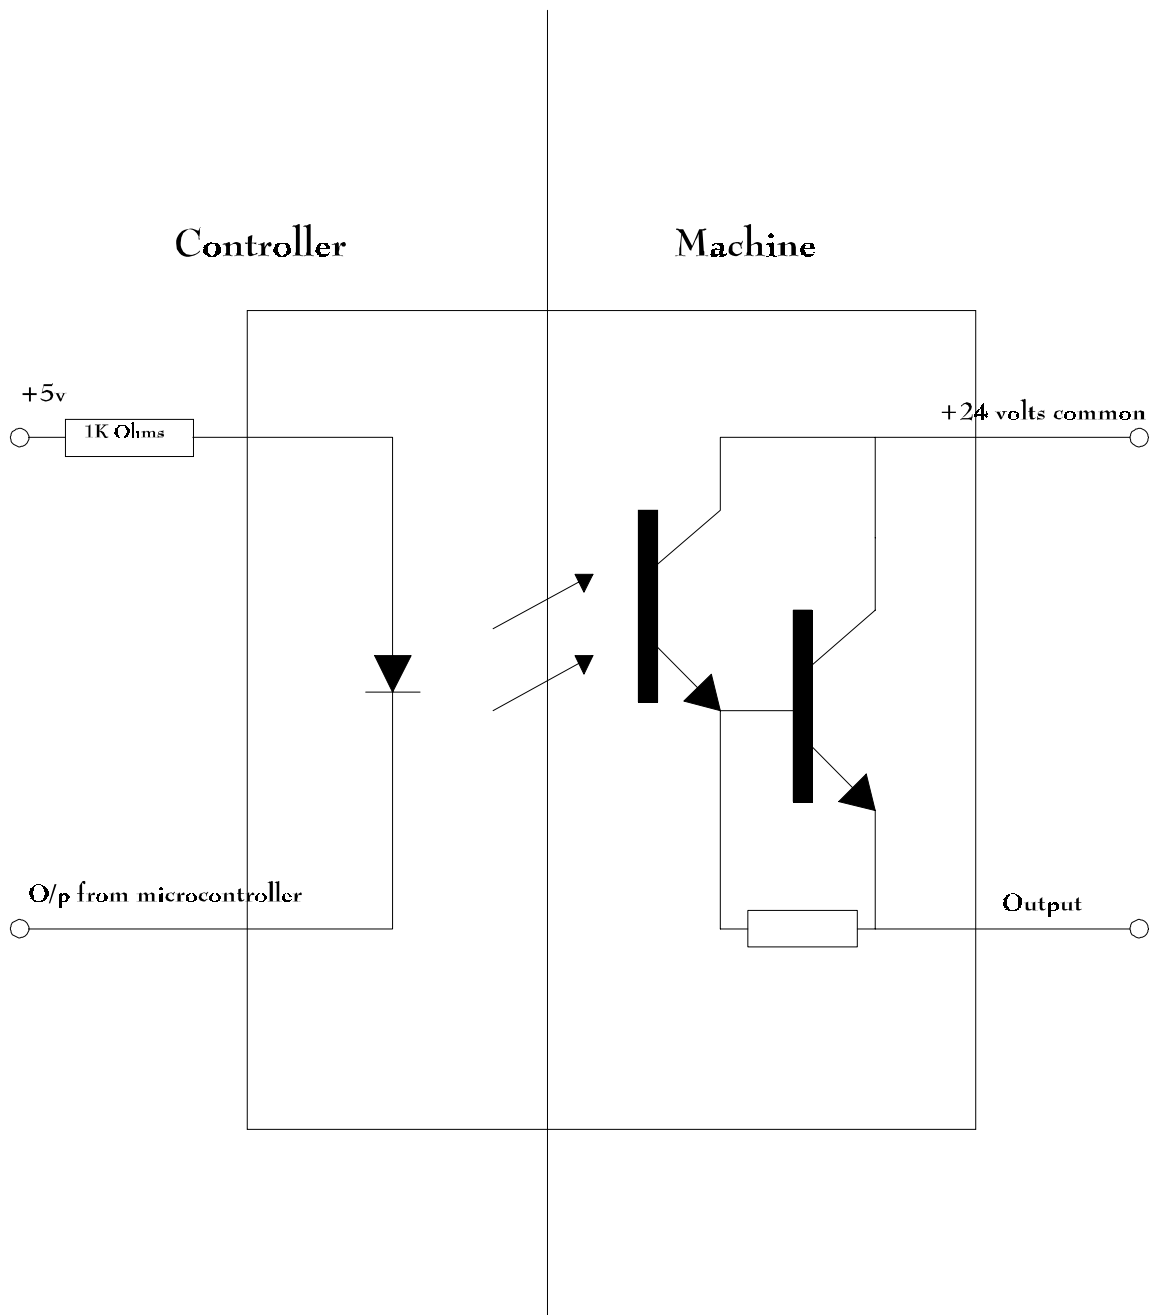 Controller
Machine
+5v
+24 volts common
1K Ohms
O/p from microcontroller
Output